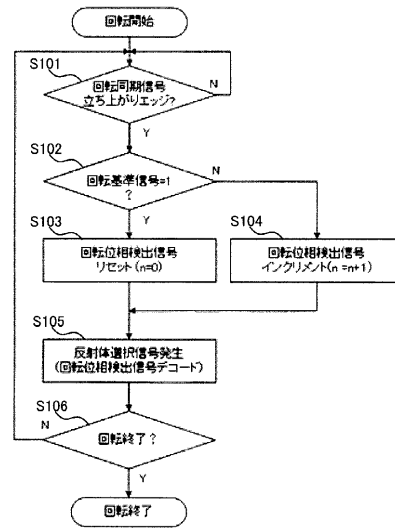 回転開始
S101
回転同期信号
立ち上がりエッジ?
N
Y
S102
回転基準信号=1
?
N
Y
S103
回転位相検出信号
リセット(n=0)
S104
回転位相検出信号
インクリメント(n=n+1)
S105
反射体選択信号発生
(回転位相検出信号デコード)
S106
回転終了?
N
Y
回転終了